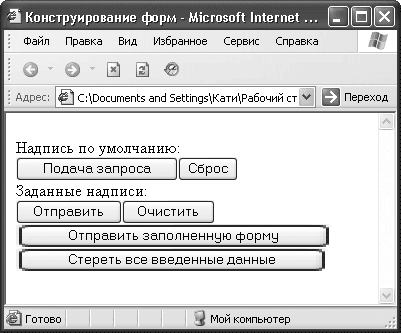 Конструирование форм - Microsoft Internet ...
Файл Правка Вид Избранное Сервис Справка
Адрес: C:\Documents and Settings\Кати\Рабочий ст Переход
Надпись по умолчанию:
Подача запроса Сброс
Заданные надписи:
Отправить Очистить
Отправить заполненную форму
Стереть все введенные данные
Готово Мой компьютер